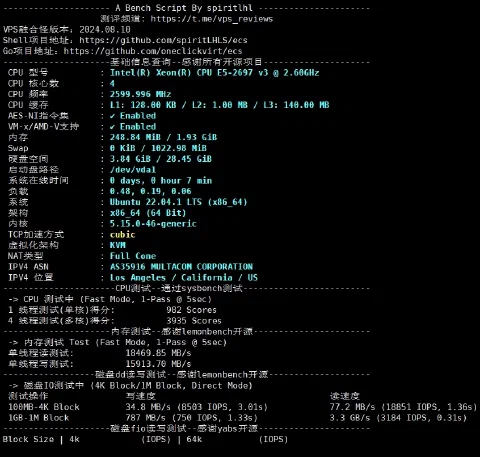 ---------------------- A Bench Script By spiritlhl ----------------------
测评频道: https://t.me/vps_reviews
VPS融合怪版本: 2024.08.10
Shell项目地址: https://github.com/spiritLHLS/ecs
Go项目地址: https://github.com/oneclickvirt/ecs
---------------------基础信息查询--感谢所有开源项目---------------------
CPU 型号 : Intel(R) Xeon(R) CPU E5-2697 v3 @ 2.60GHz
CPU 核心数 : 4
CPU 频率 : 2599.996 MHz
CPU 缓存 : L1: 128.00 KB / L2: 1.00 MB / L3: 140.00 MB
AES-NI指令集 : ✔ Enabled
VM-x/AMD-V支持 : ✔ Enabled
内存 : 248.84 MiB / 1.93 GiB
Swap : 0 KiB / 1022.98 MiB
硬盘空间 : 3.84 GiB / 28.45 GiB
启动盘路径 : /dev/vda1
系统在线时间 : 0 days, 0 hour 7 min
负载 : 0.48, 0.19, 0.06
系统 : Ubuntu 22.04.1 LTS (x86_64)
架构 : x86_64 (64 Bit)
内核 : 5.15.0-46-generic
TCP加速方式 : cubic
虚拟化架构 : KVM
NAT类型 : Full Cone
IPV4 ASN : AS35916 MULTACOM CORPORATION
IPV4 位置 : Los Angeles / California / US
----------------------CPU测试--通过sysbench测试-------------------------
-> CPU 测试中 (Fast Mode, 1-Pass @ 5sec)
1 线程测试(单核)得分: 982 Scores
4 线程测试(多核)得分: 3935 Scores
---------------------内存测试--感谢lemonbench开源-----------------------
-> 内存测试 Test (Fast Mode, 1-Pass @ 5sec)
单线程读测试: 18469.85 MB/s
单线程写测试: 15913.70 MB/s
------------------磁盘dd读写测试--感谢lemonbench开源--------------------
-> 磁盘IO测试中 (4K Block/1M Block, Direct Mode)
测试操作 写速度 读速度
100MB-4K Block 34.8 MB/s (8503 IOPS, 3.01s) 77.2 MB/s (18851 IOPS, 1.36s)
1GB-1M Block 787 MB/s (750 IOPS, 1.33s) 3.3 GB/s (3184 IOPS, 0.31s)
---------------------磁盘fio读写测试--感谢yabs开源----------------------
Block Size | 4k (IOPS) | 64k (IOPS)